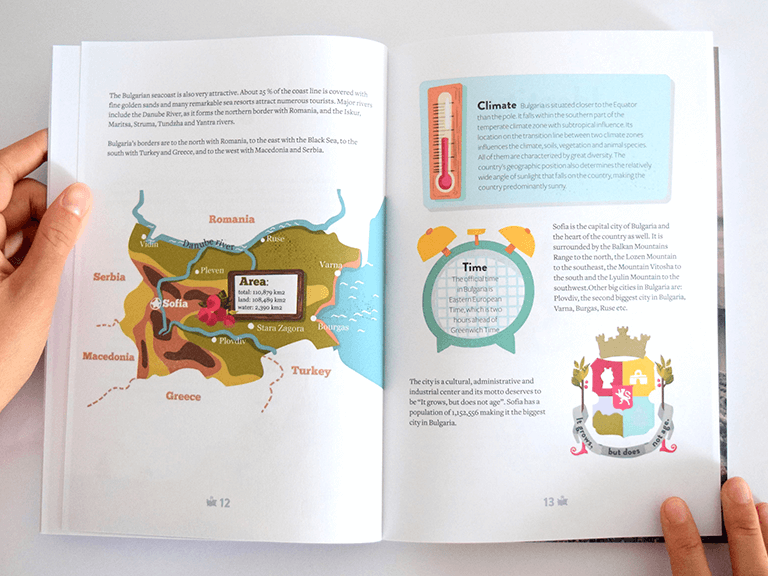 The Bulgarian seacoast is also very attractive. About 25 % of the coast line is covered with
fine golden sands and many remarkable sea resorts attract numerous tourists. Major rivers
include the Danube River, as it forms the northern border with Romania, and the Iskur,
Maritsa, Struma, Tundsha and Yantra rivers.
Bulgaria's borders are to the north with Romania, to the east with the Black Sea, to the
south with Turkey and Greece, and to the west with Macedonia and Serbia.
Romania
Vidin
Danube river
Ruse
Pleven
Varna
Serbia
Area:
total: 110,879 km2
land: 108,489 km2
water: 2,390 km2
Sofia
Stara Zagora
Bourgas
Plovdiv
Macedonia
Turkey
Greece
12
Climate Bulgaria is situated closer to the Equator
than the pole. It falls within the southern part of the
temperate climate zone with subtropical influence. Its
location on the transition line between two climate zones
influences the climate, soils, vegetation and animal species.
All of them are characterized by great diversity. The
country's geographic position also determines the relatively
wide angle of sunlight that falls on the country, making the
country predominantly sunny.
Time
The official time
in Bulgaria is
Eastern European
Time, which is two
hours ahead of
Greenwich Time
Sofia is the capital city of Bulgaria and
the heart of the country as well. It is
surrounded by the Balkan Mountains
Range to the north, the Lozen Mountain
to the southeast, the Mountain Vitosha to
the south and the Lyulin Mountain to the
southwest. Other big cities in Bulgaria are:
Plovdiv, the second biggest city in Bulgaria,
Varna, Burgas, Ruse etc.
The city is a cultural, administrative and
industrial center and its motto deserves to
be "It grows, but does not age". Sofia has a
population of 1,152,556 making it the biggest
city in Bulgaria.
It grows, but does not age.
13